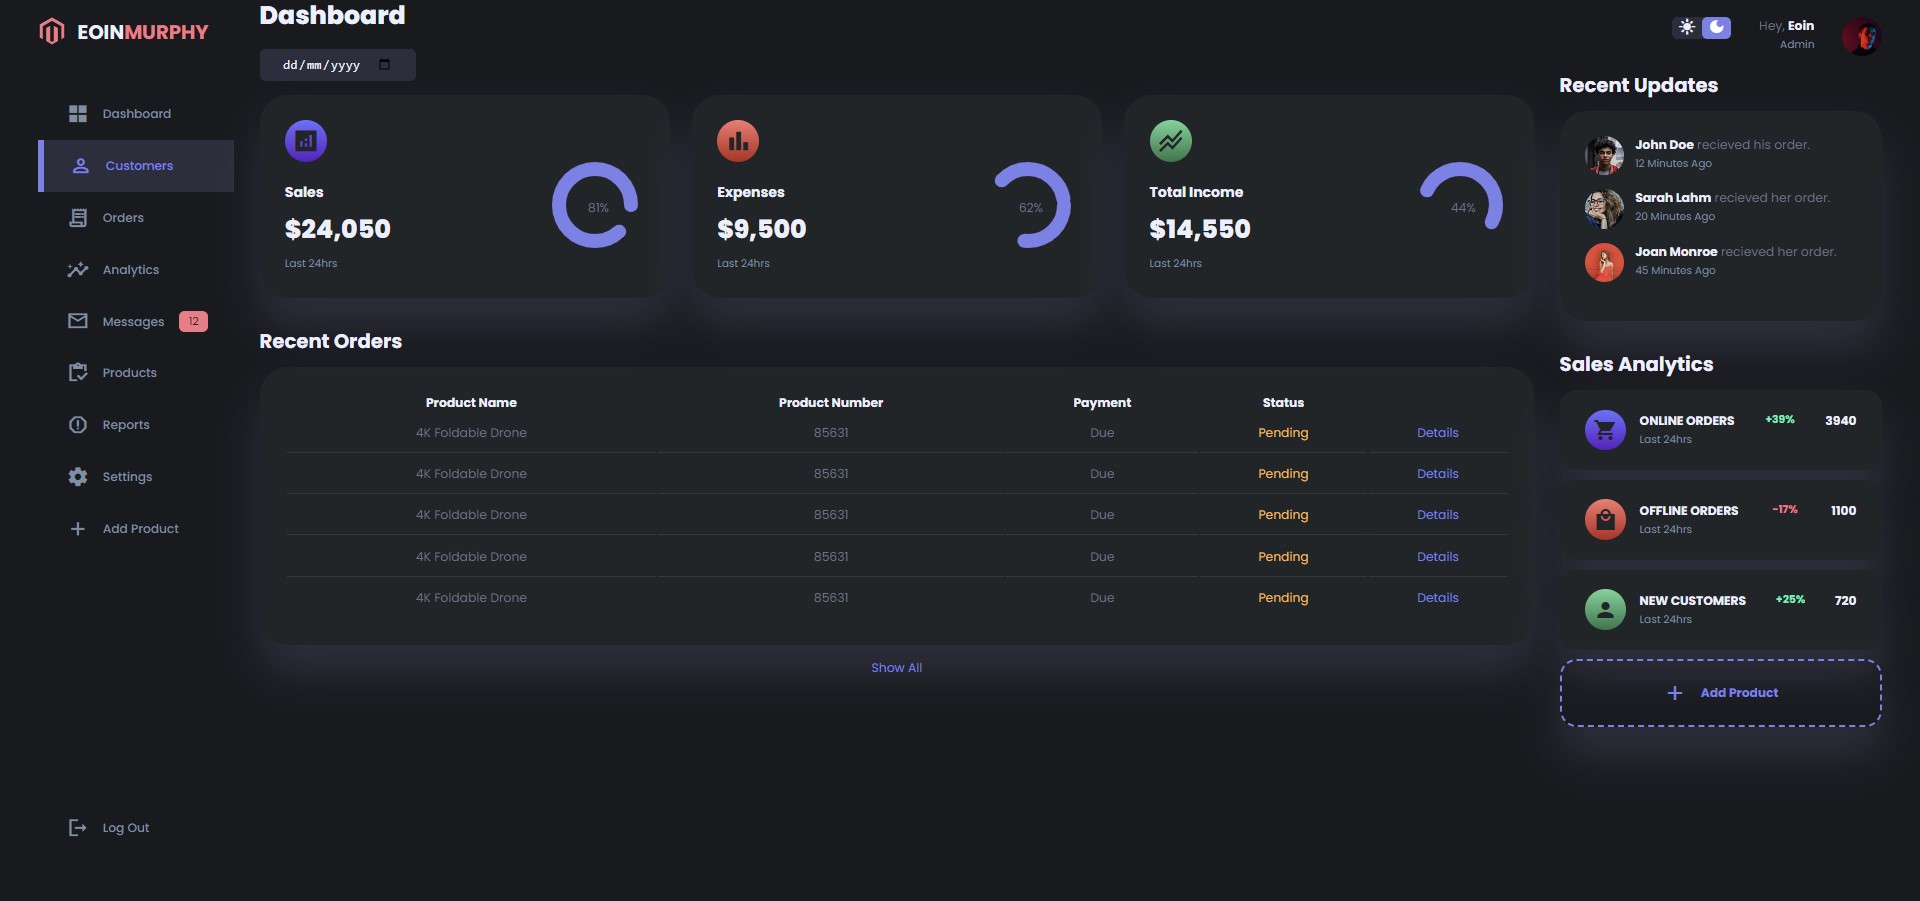 EOINMURPHY
Dashboard
Customers
Orders
Analytics
Messages 12
Products
Reports
Settings
Add Product
Log Out
Dashboard
dd/mm/yyyy
Sales
$24,050
Last 24hrs
81%
Expenses
$9,500
Last 24hrs
62%
Total Income
$14,550
Last 24hrs
44%
Recent Orders
Product Name Product Number Payment Status
4K Foldable Drone 85631 Due Pending Details
4K Foldable Drone 85631 Due Pending Details
4K Foldable Drone 85631 Due Pending Details
4K Foldable Drone 85631 Due Pending Details
4K Foldable Drone 85631 Due Pending Details
Show All
Hey, Eoin
Admin
Recent Updates
John Doe recieved his order.
12 Minutes Ago
Sarah Lahm recieved her order.
20 Minutes Ago
Joan Monroe recieved her order.
45 Minutes Ago
Sales Analytics
ONLINE ORDERS +39% 3940
Last 24hrs
OFFLINE ORDERS -17% 1100
Last 24hrs
NEW CUSTOMERS +25% 720
Last 24hrs
Add Product